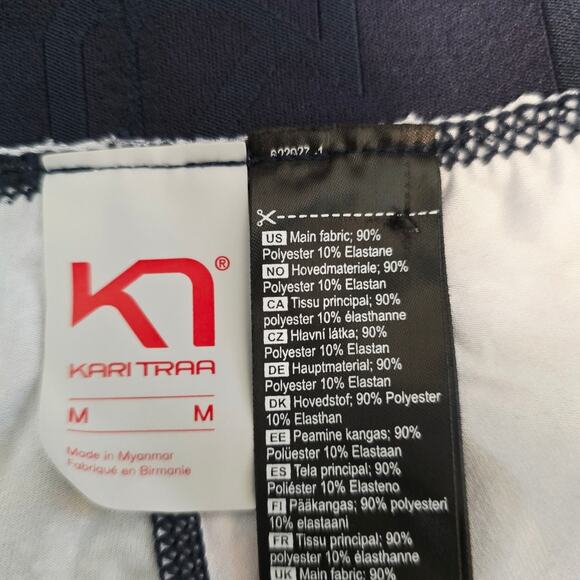 ®
KARI TRAA
M M
Made in Myanmar
Fabriqué en Birmanie
US Main fabric; 90%
Polyester 10% Elastane
NO Hovedmateriale; 90%
Polyester 10% Elastan
CA Tissu principal; 90%
polyester 10% élasthanne
CZ Hlavní látka; 90%
Polyester 10% Elastan
DE Hauptmaterial; 90%
Polyester 10% Elastan
DK Hovedstof; 90% Polyester
10% Elasthan
EE Peamine kangas; 90%
Polüester 10% Elastaan
ES Tela principal; 90%
Poliéster 10% Elasteno
FI Pääkangas; 90% polyesteri
10% elastaani
FR Tissu principal; 90%
polyester 10% élasthanne
UK Main fabric; 90%